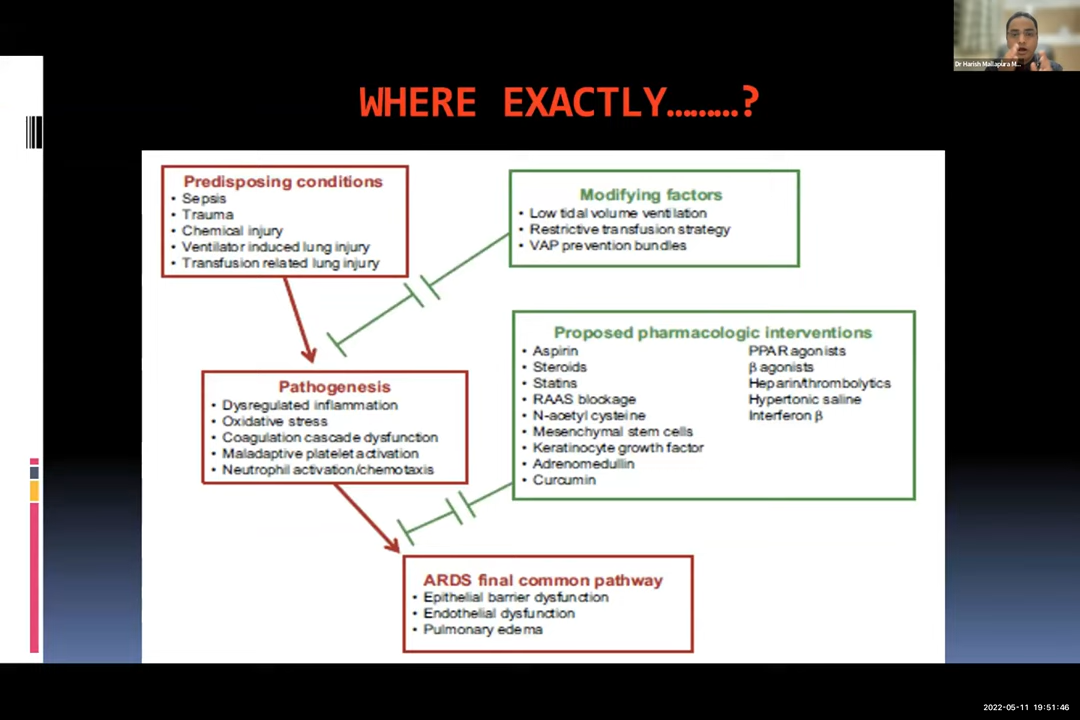 Dr Harish Mallapura M...
WHERE EXACTLY.........?
Predisposing conditions
• Sepsis
• Trauma
• Chemical injury
• Ventilator induced lung injury
• Transfusion related lung injury
Modifying factors
• Low tidal volume ventilation
• Restrictive transfusion strategy
• VAP prevention bundles
Pathogenesis
• Dysregulated inflammation
• Oxidative stress
• Coagulation cascade dysfunction
• Maladaptive platelet activation
• Neutrophil activation/chemotaxis
Proposed pharmacologic interventions
• Aspirin
• Steroids
• Statins
• RAAS blockage
• N-acetyl cysteine
• Mesenchymal stem cells
• Keratinocyte growth factor
• Adrenomedullin
• Curcumin
PPAR agonists
β agonists
Heparin/thrombolytics
Hypertonic saline
Interferon β
ARDS final common pathway
• Epithelial barrier dysfunction
• Endothelial dysfunction
• Pulmonary edema
2022-05-11 19:51:46